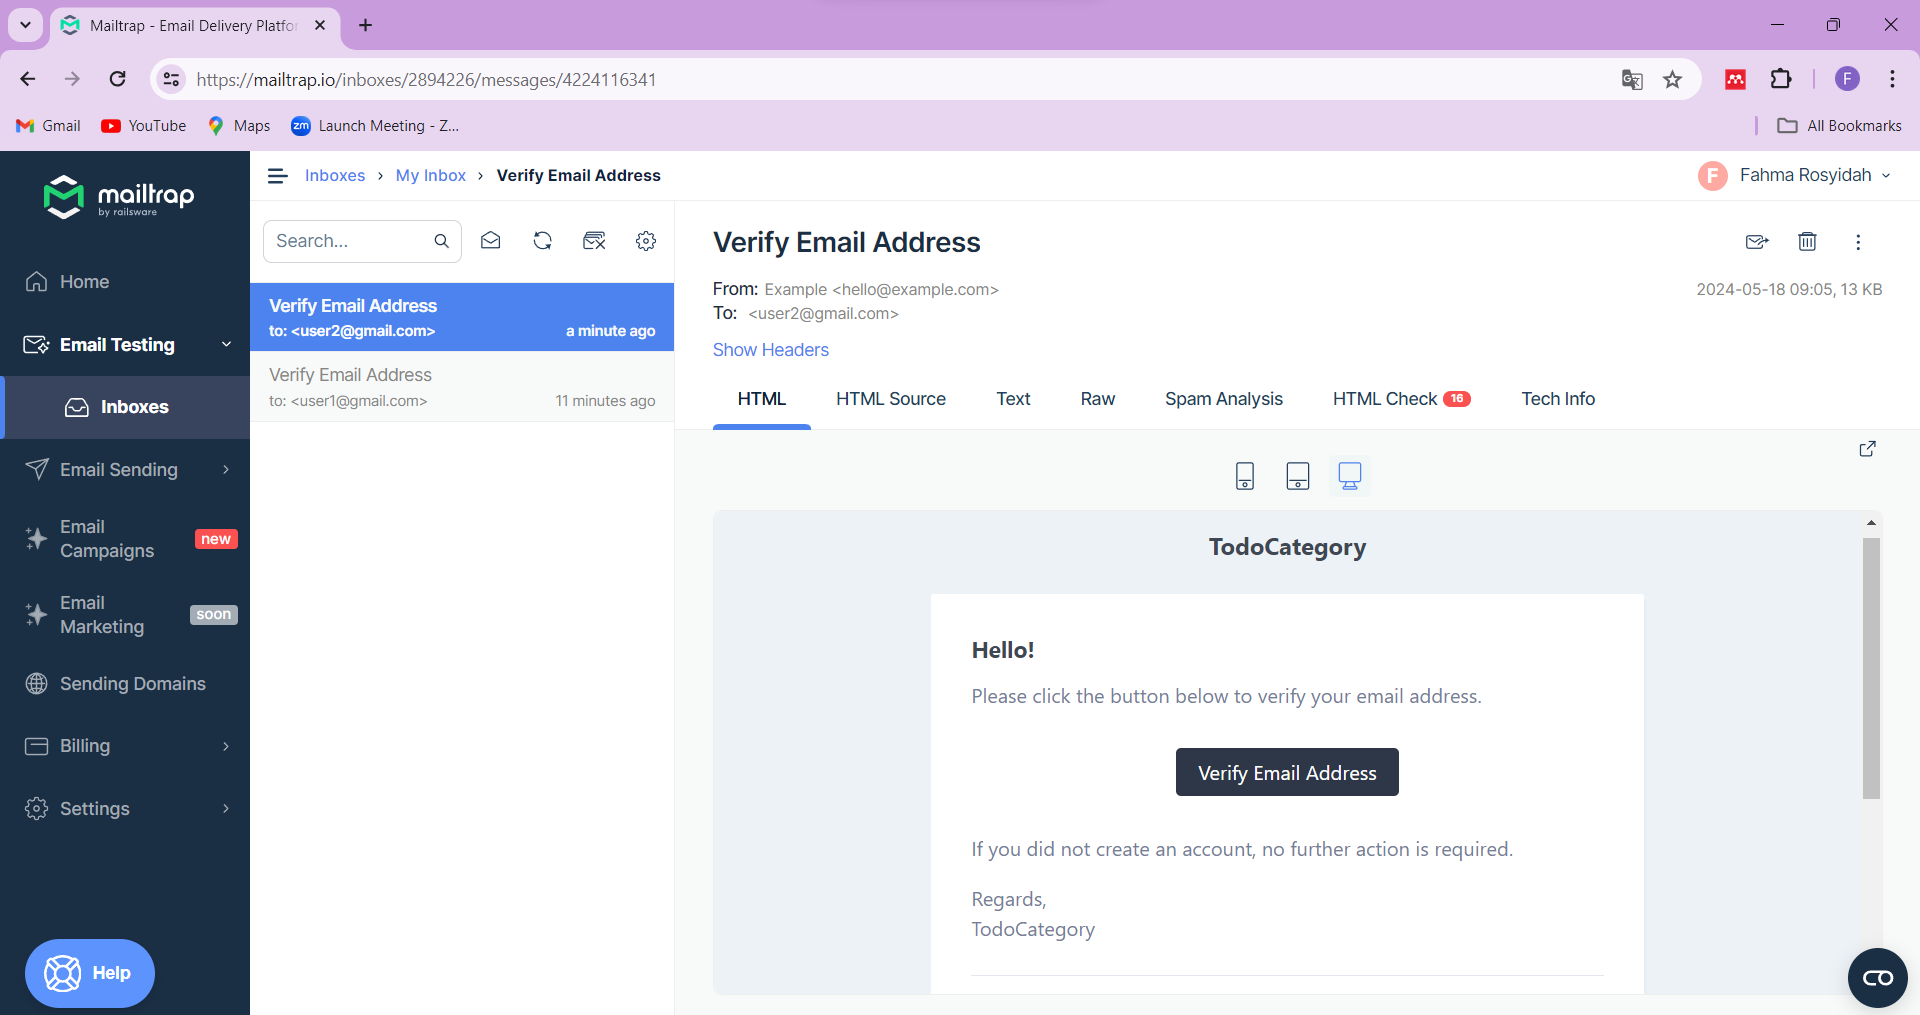 Mailtrap - Email Delivery Platfor
https://mailtrap.io/inboxes/2894226/messages/4224116341
F
Gmail
YouTube
Maps
zm
Launch Meeting - Z...
All Bookmarks
mailtrap
by railsware
Home
Email Testing
Inboxes
Email Sending
Email
Campaigns
new
Email
Marketing
soon
Sending Domains
Billing
Settings
Help
Inboxes › My Inbox › Verify Email Address
F Fahma Rosyidah
Search...
Verify Email Address
to: <user2@gmail.com> a minute ago
Verify Email Address
to: <user1@gmail.com> 11 minutes ago
Verify Email Address
From: Example <hello@example.com>
2024-05-18 09:05, 13 KB
To: <user2@gmail.com>
Show Headers
HTML HTML Source Text Raw Spam Analysis HTML Check 16 Tech Info
TodoCategory
Hello!
Please click the button below to verify your email address.
Verify Email Address
If you did not create an account, no further action is required.
Regards,
TodoCategory